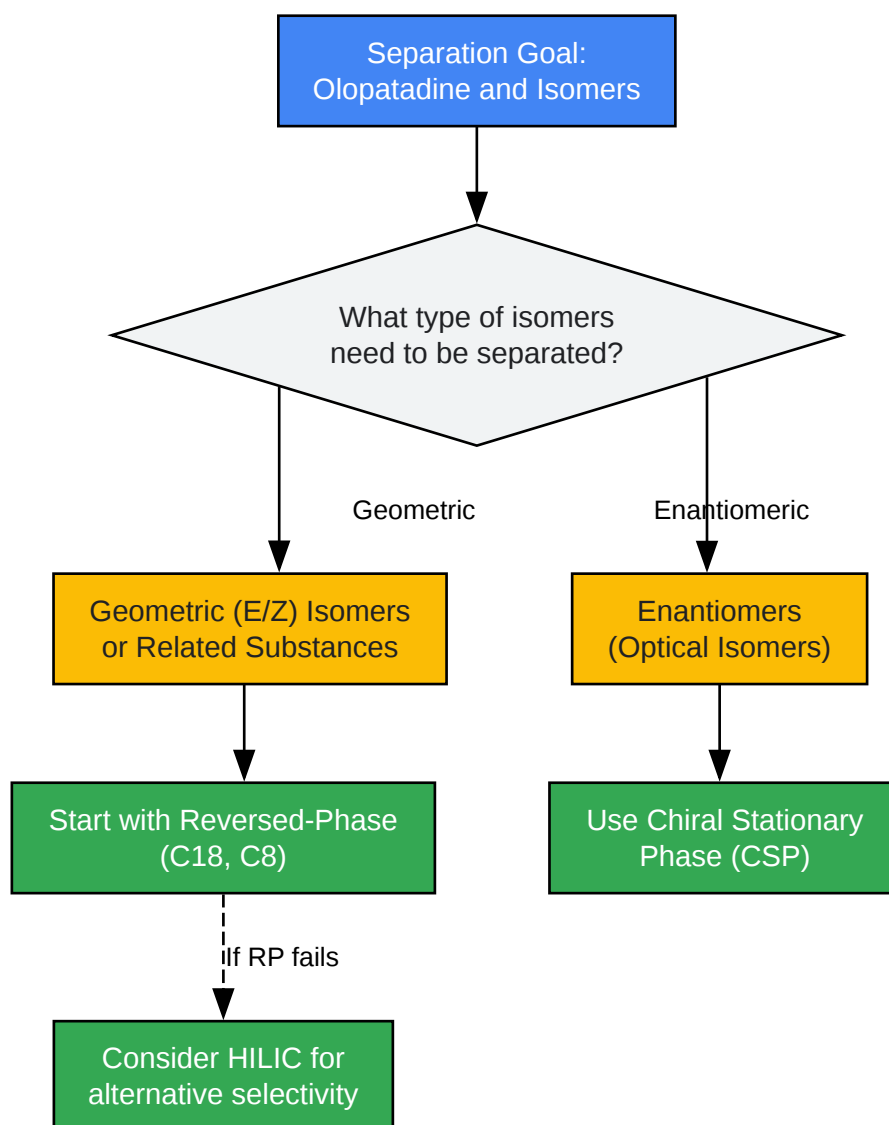 Separation Goal:
Olopatadine and Isomers
What type of isomers
need to be separated?
Geometric
Enantiomeric
Geometric (E/Z) Isomers
or Related Substances
Enantiomers
(Optical Isomers)
Start with Reversed-Phase
(C18, C8)
Use Chiral Stationary
Phase (CSP)
If RP fails
Consider HILIC for
alternative selectivity